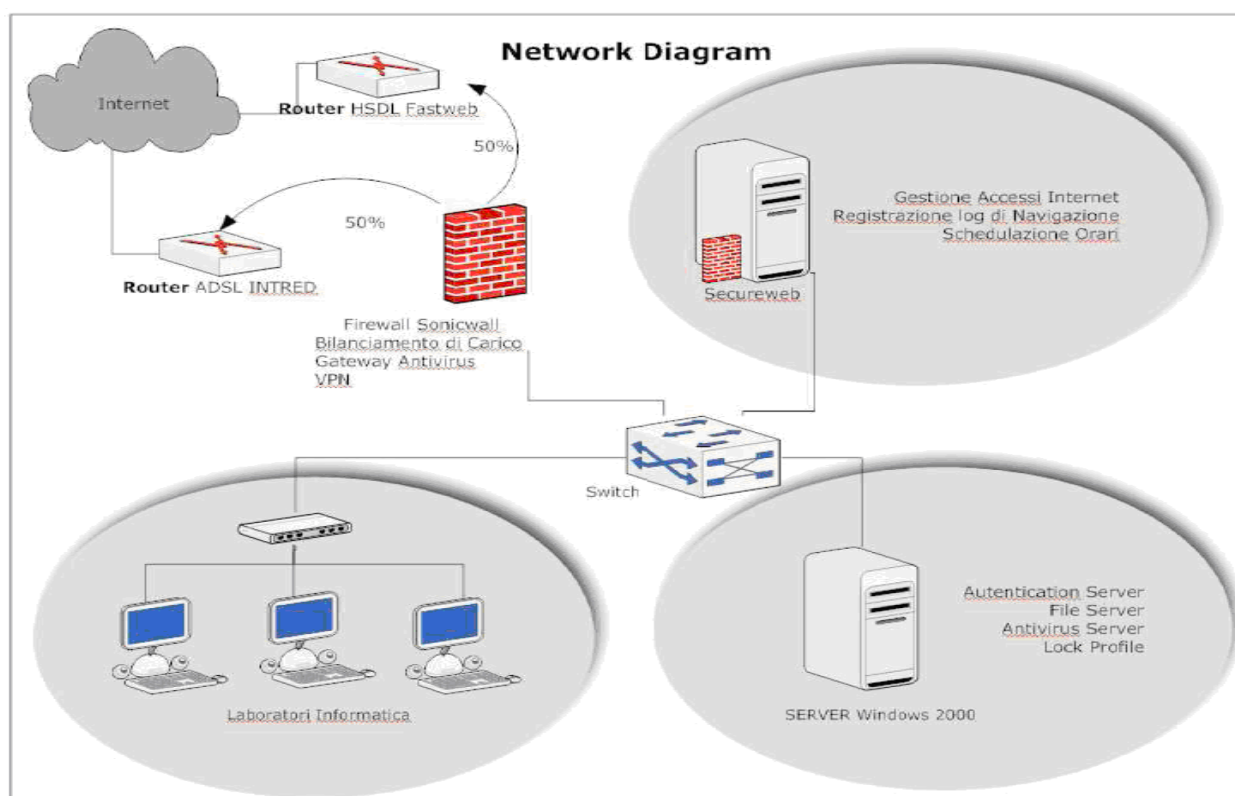 Network Diagram
Internet
Router HSDL Fastweb
50%
50%
Router ADSL INTRED
Firewall Sonicwall
Bilanciamento di Carico
Gateway Antivirus
VPN
Gestione Accessi Internet
Registrazione log di Navigazione
Schedulazione Orari
Secureweb
Switch
Laboratori Informatica
Autentication Server
File Server
Antivirus Server
Lock Profile
SERVER Windows 2000